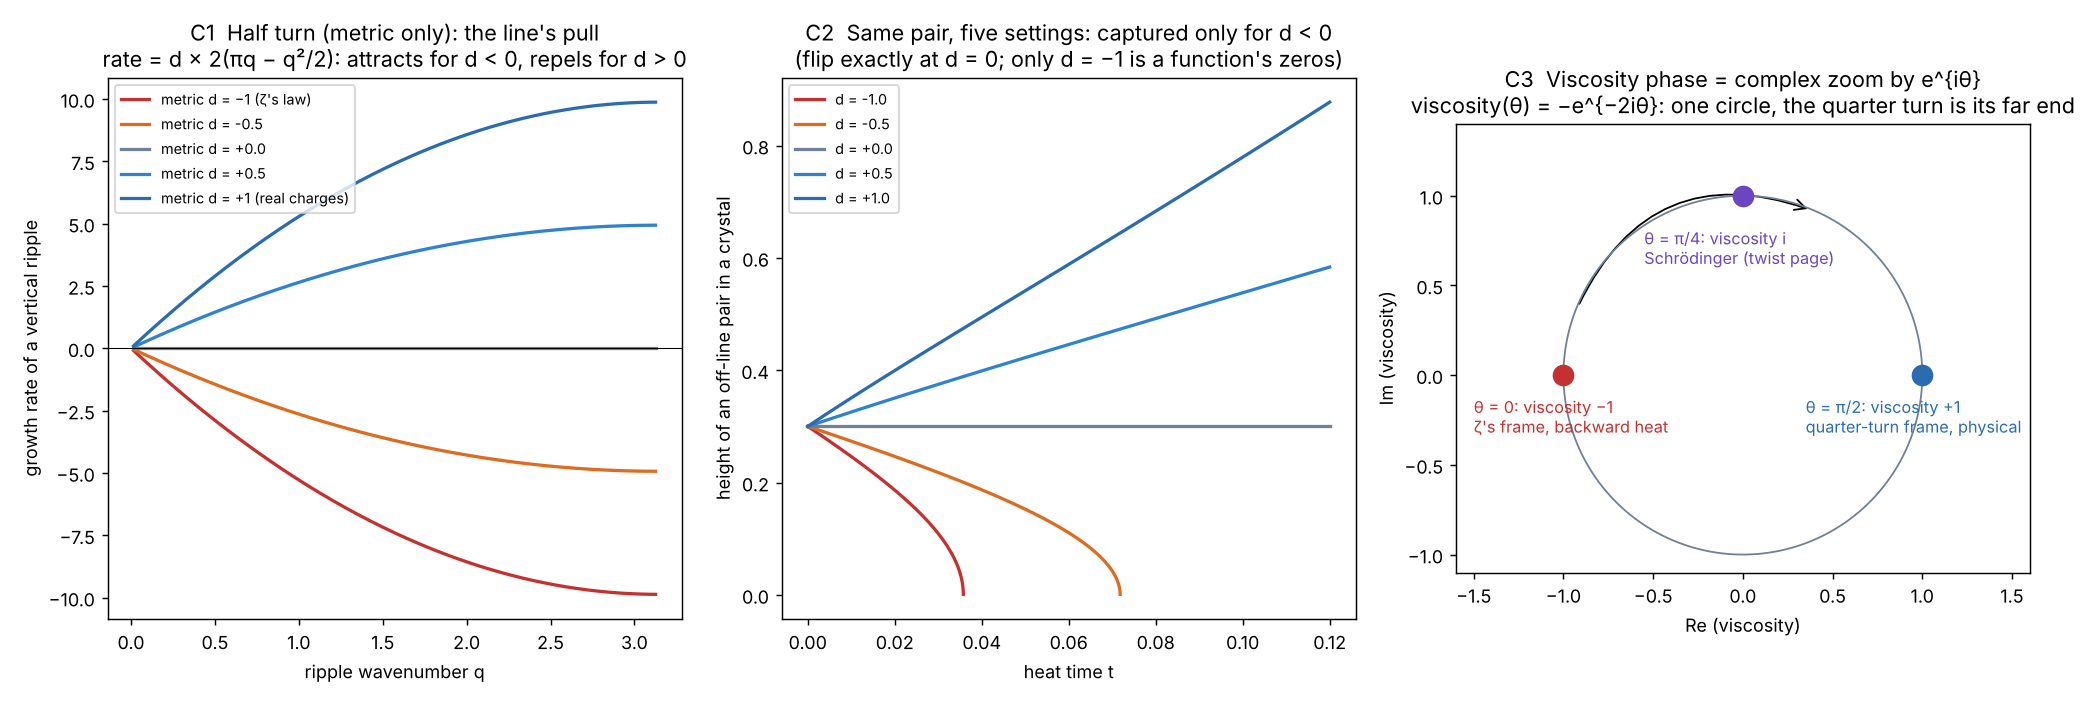 C1  Half turn (metric only): the line's pull
rate = d × 2(πq − q²/2): attracts for d < 0, repels for d > 0
metric d = −1 (ζ's law)
metric d = -0.5
metric d = +0.0
metric d = +0.5
metric d = +1 (real charges)
10.0
7.5
5.0
2.5
0.0
−2.5
−5.0
−7.5
−10.0
growth rate of a vertical ripple
0.0 0.5 1.0 1.5 2.0 2.5 3.0
ripple wavenumber q
C2  Same pair, five settings: captured only for d < 0
(flip exactly at d = 0; only d = −1 is a function's zeros)
d = -1.0
d = -0.5
d = +0.0
d = +0.5
d = +1.0
0.8
0.6
0.4
0.2
0.0
height of an off-line pair in a crystal
0.00 0.02 0.04 0.06 0.08 0.10 0.12
heat time t
C3  Viscosity phase = complex zoom by e^{iθ}
viscosity(θ) = −e^{−2iθ}: one circle, the quarter turn is its far end
1.0
0.5
0.0
−0.5
−1.0
Im (viscosity)
θ = π/4: viscosity i
Schrödinger (twist page)
θ = 0: viscosity −1
ζ's frame, backward heat
θ = π/2: viscosity +1
quarter-turn frame, physical
−1.5 −1.0 −0.5 0.0 0.5 1.0 1.5
Re (viscosity)